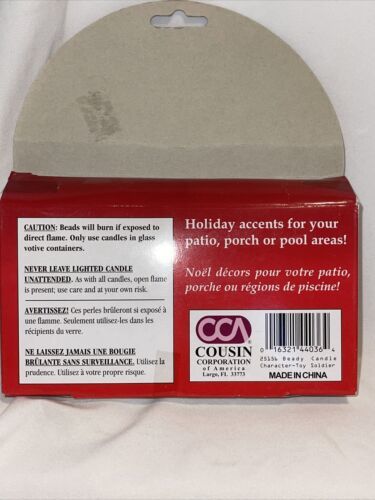 CAUTION: Beads will burn if exposed to
direct flame. Only use candles in glass
votive containers.
NEVER LEAVE LIGHTED CANDLE
UNATTENDED. As with all candles, open flame
is present; use care and at your own risk.
AVERTISSEZ! Ces perles brûleront si exposé à
une flamme. Seulement utilisez-les dans les
récipients du verre.
NE LAISSEZ JAMAIS UNE BOUGIE
BRÛLANTE SANS SURVEILLANCE. Utilisez la
prudence. Utilisez à votre propre risque.
Holiday accents for your
patio, porch or pool areas!
Noël décors pour votre patio,
porche ou régions de piscine!
CCA
COUSIN
CORPORATION
of America
Largo, FL 33773
0 16321 44036 4
25156 Beady Candle
Character-Toy Soldier
MADE IN CHINA